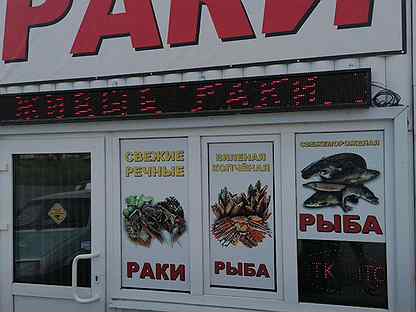 РАКИ
ЖИВЫЕ РАКИ
СВЕЖИЕ
РЕЧНЫЕ
РАКИ
ВЯЛЕНАЯ
КОПЧЁНАЯ
РЫБА
СВЕЖЕМОРОЖЕНАЯ
РЫБА